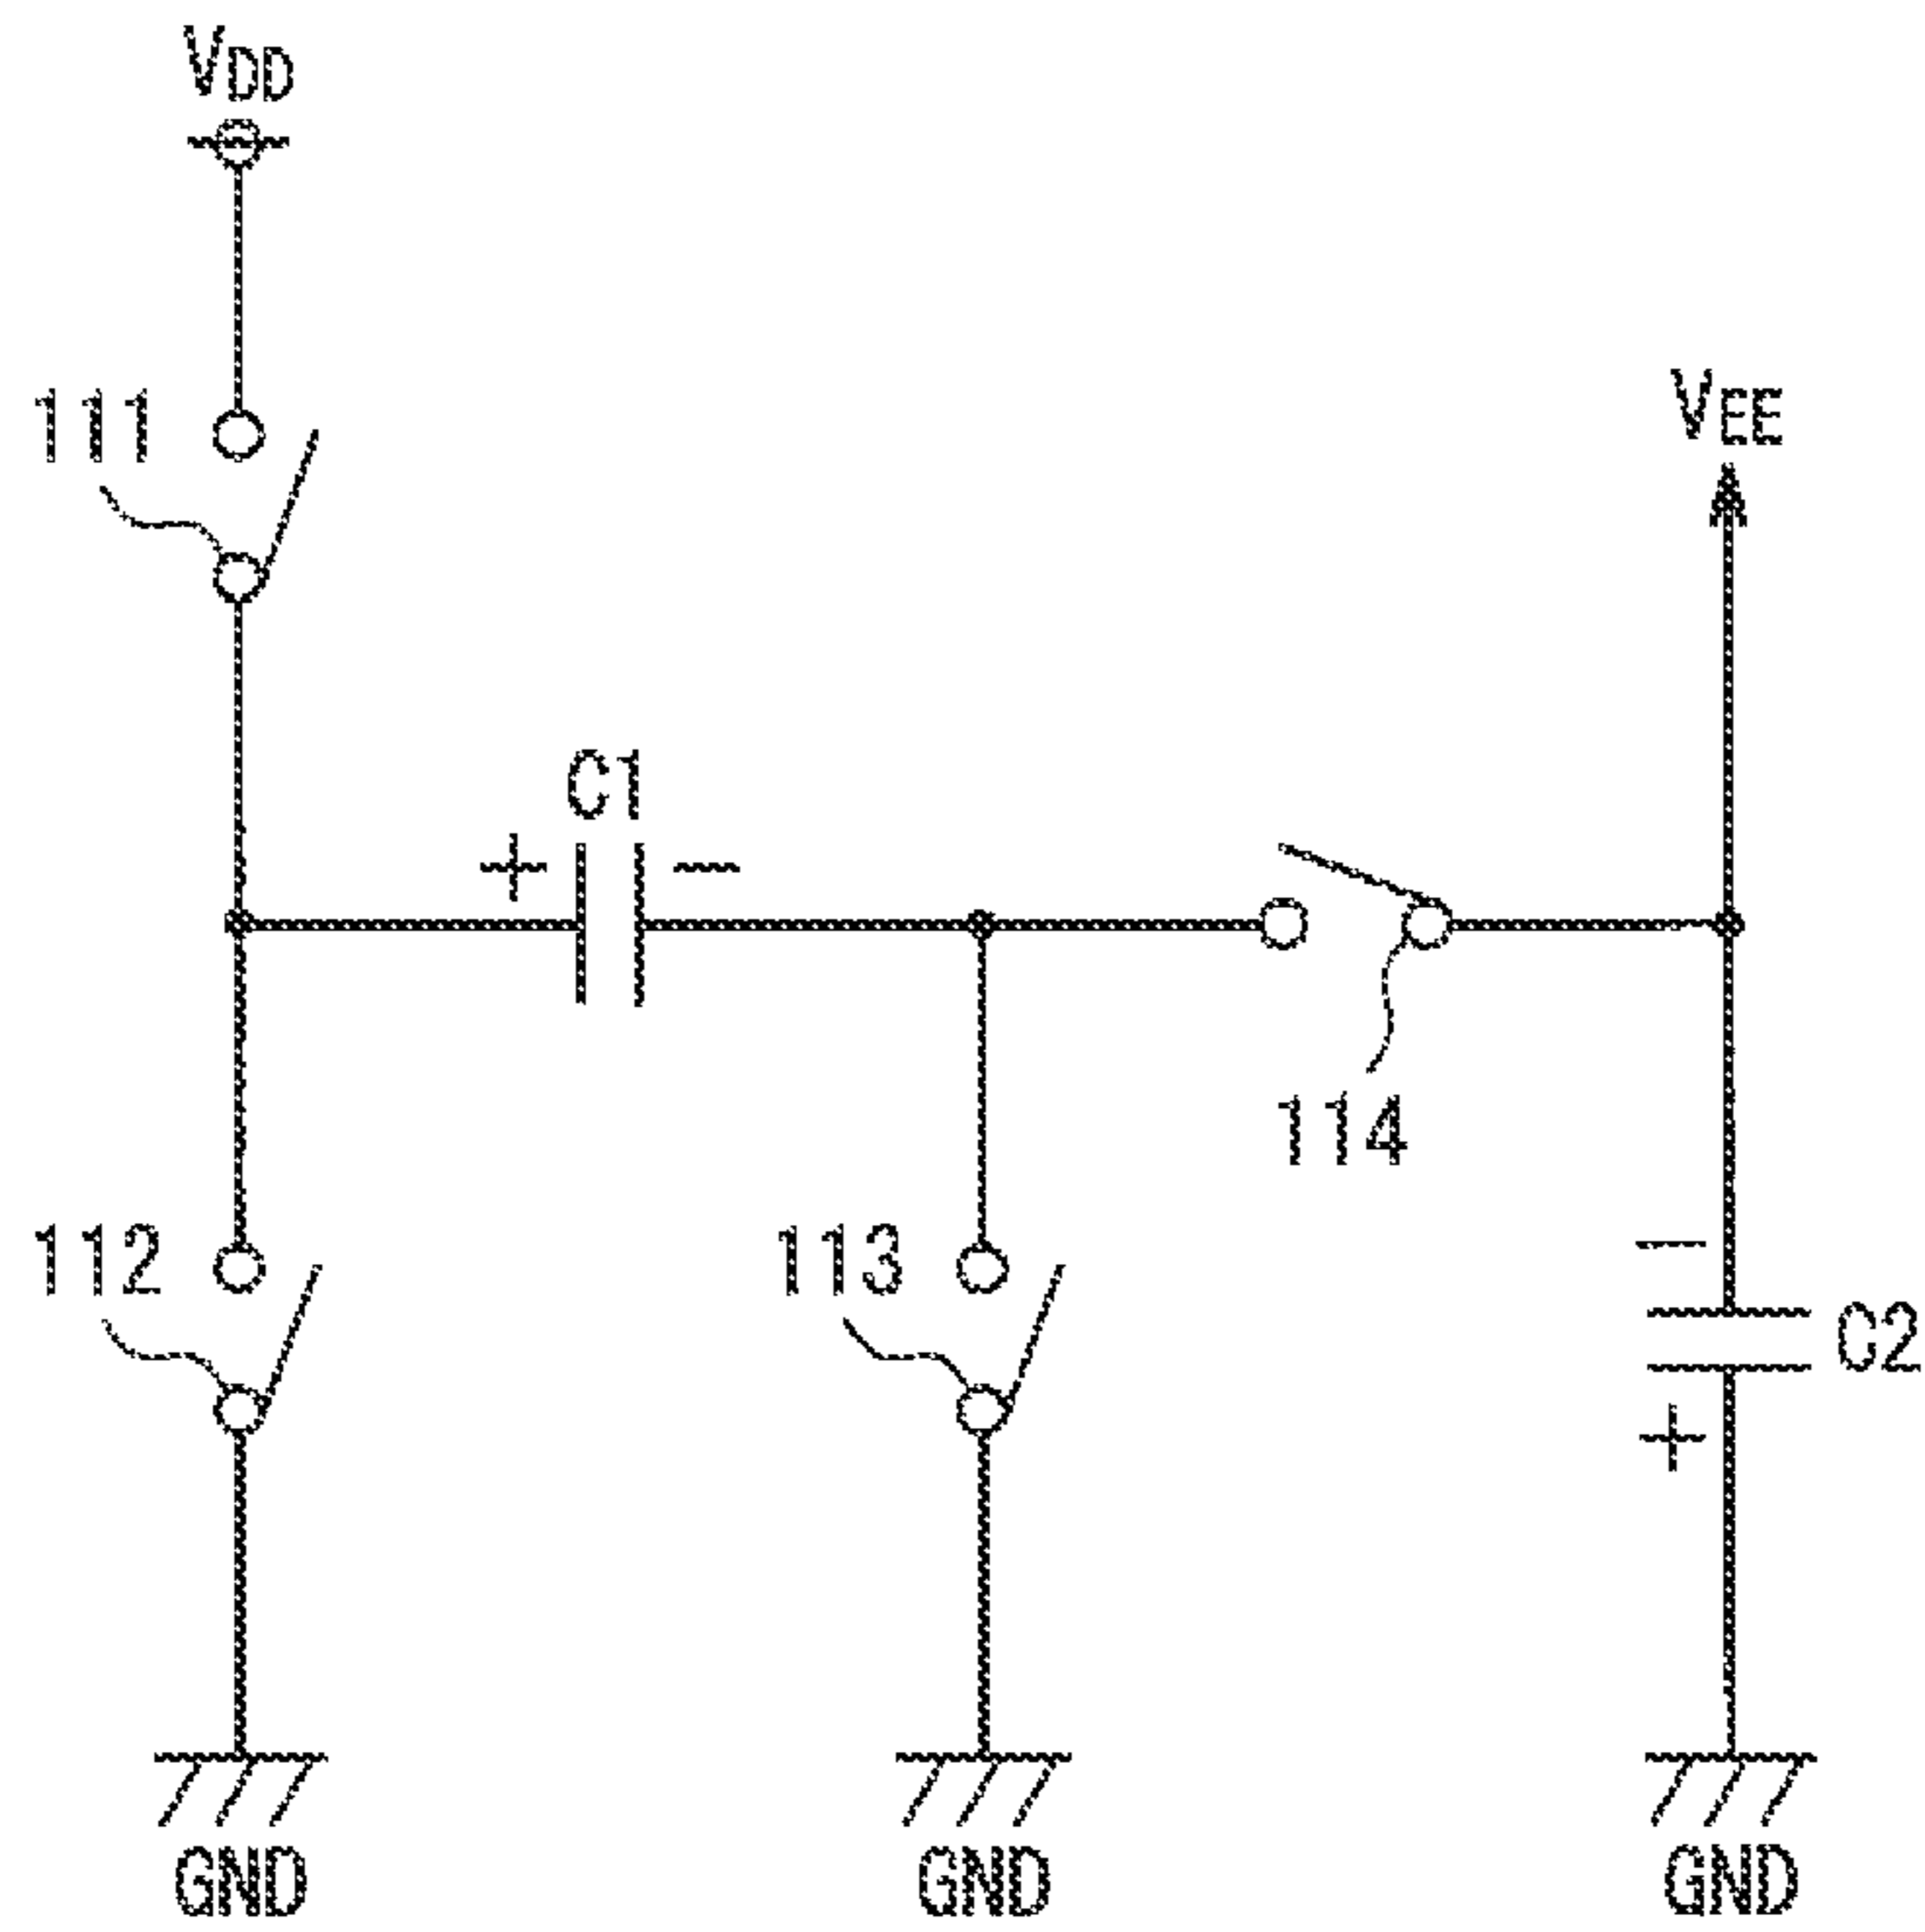 VDD
111
VEE
C1
+ −
114
112
113
−
C2
+
GND
GND
GND